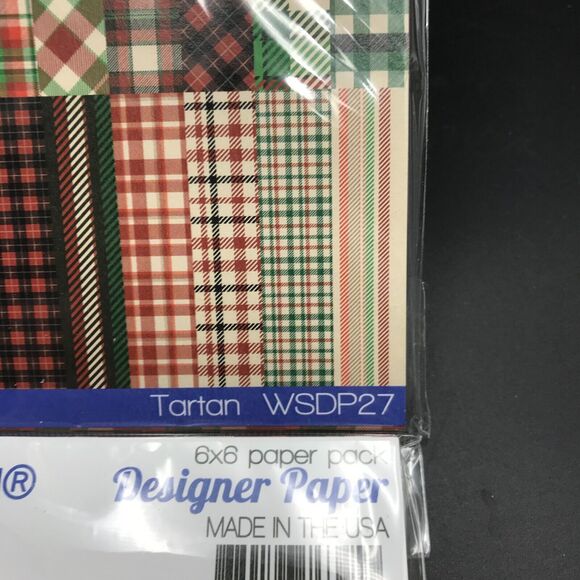 Tartan WSDP27
6x6 paper pack
®
Designer Paper
MADE IN THE USA